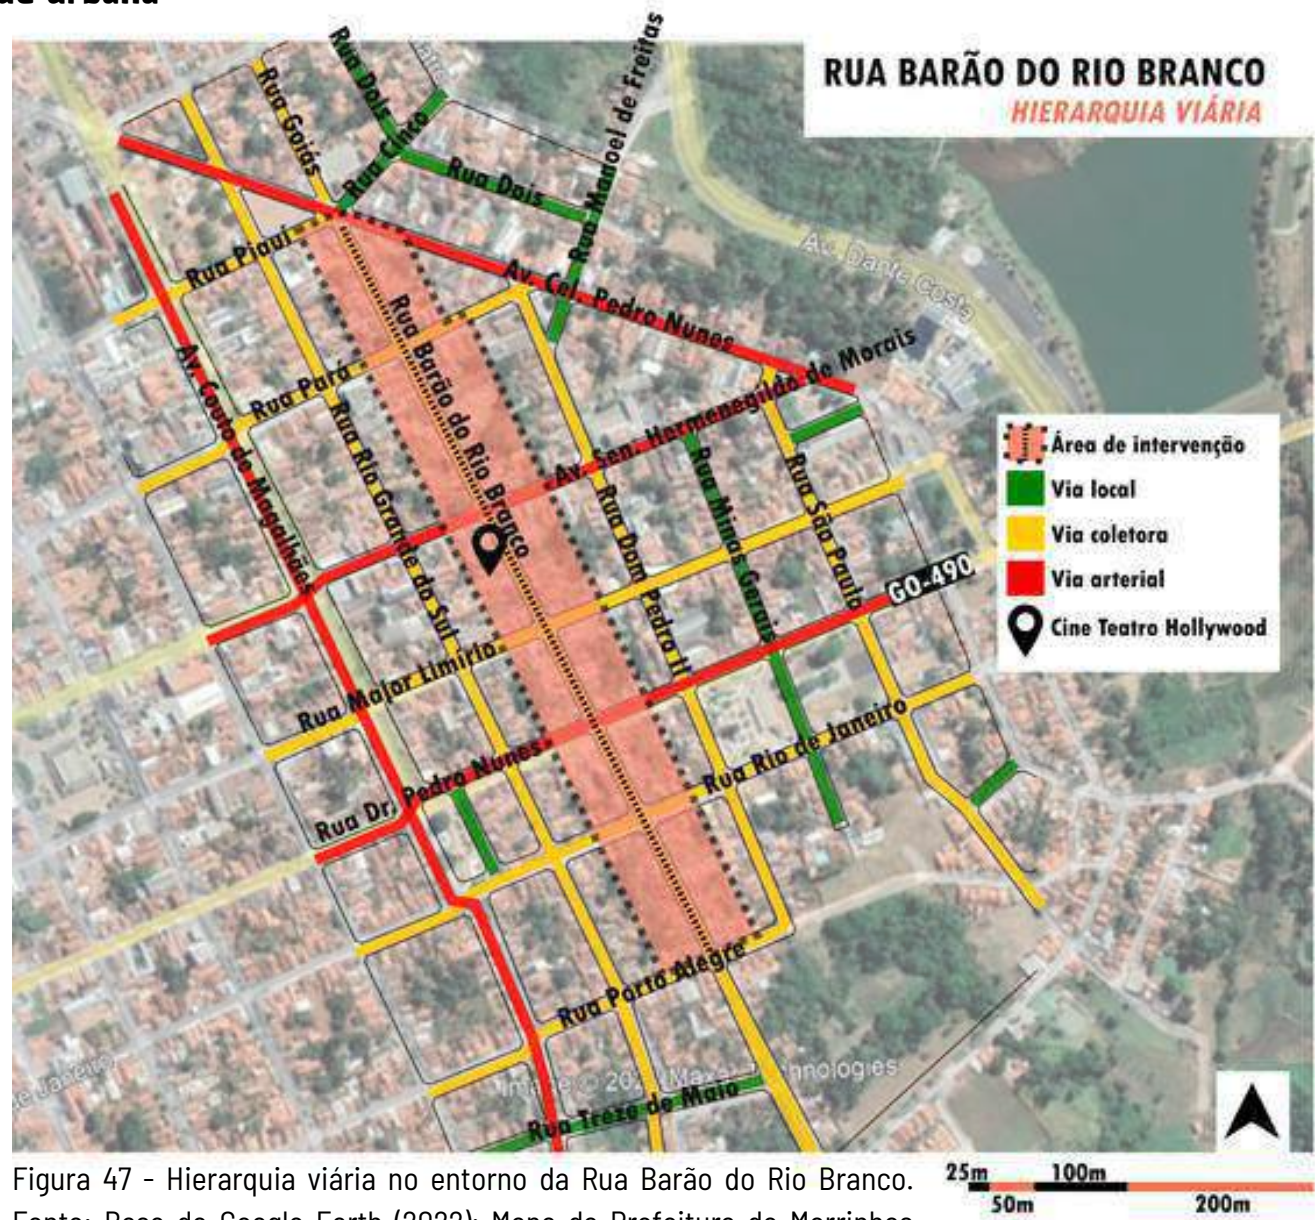 RUA BARÃO DO RIO BRANCO
HIERARQUIA VIÁRIA
Rua Goiás
Rua Dois
Rua Cinco
Rua Dois
Rua Manoel de Freitas
Av. Dante Costa
Rua Piauí
Av. Cel. Pedro Nunes
Rua Barão do Rio Branco
Rua Pará
Av. Couto de Magalhães
Rua Rio Grande do Sul
Av. Sen. Hermenegildo de Morais
Rua Dom Pedro II
Rua Minas Gerais
Rua São Paulo
GO-490
Rua Major Limirio
Rua Dr. Pedro Nunes
Rua Rio de Janeiro
Rua Porto Alegre
Rua Treze de Maio
Área de intervenção
Via local
Via coletora
Via arterial
Cine Teatro Hollywood
25m 100m
50m 200m
Figura 47 - Hierarquia viária no entorno da Rua Barão do Rio Branco.